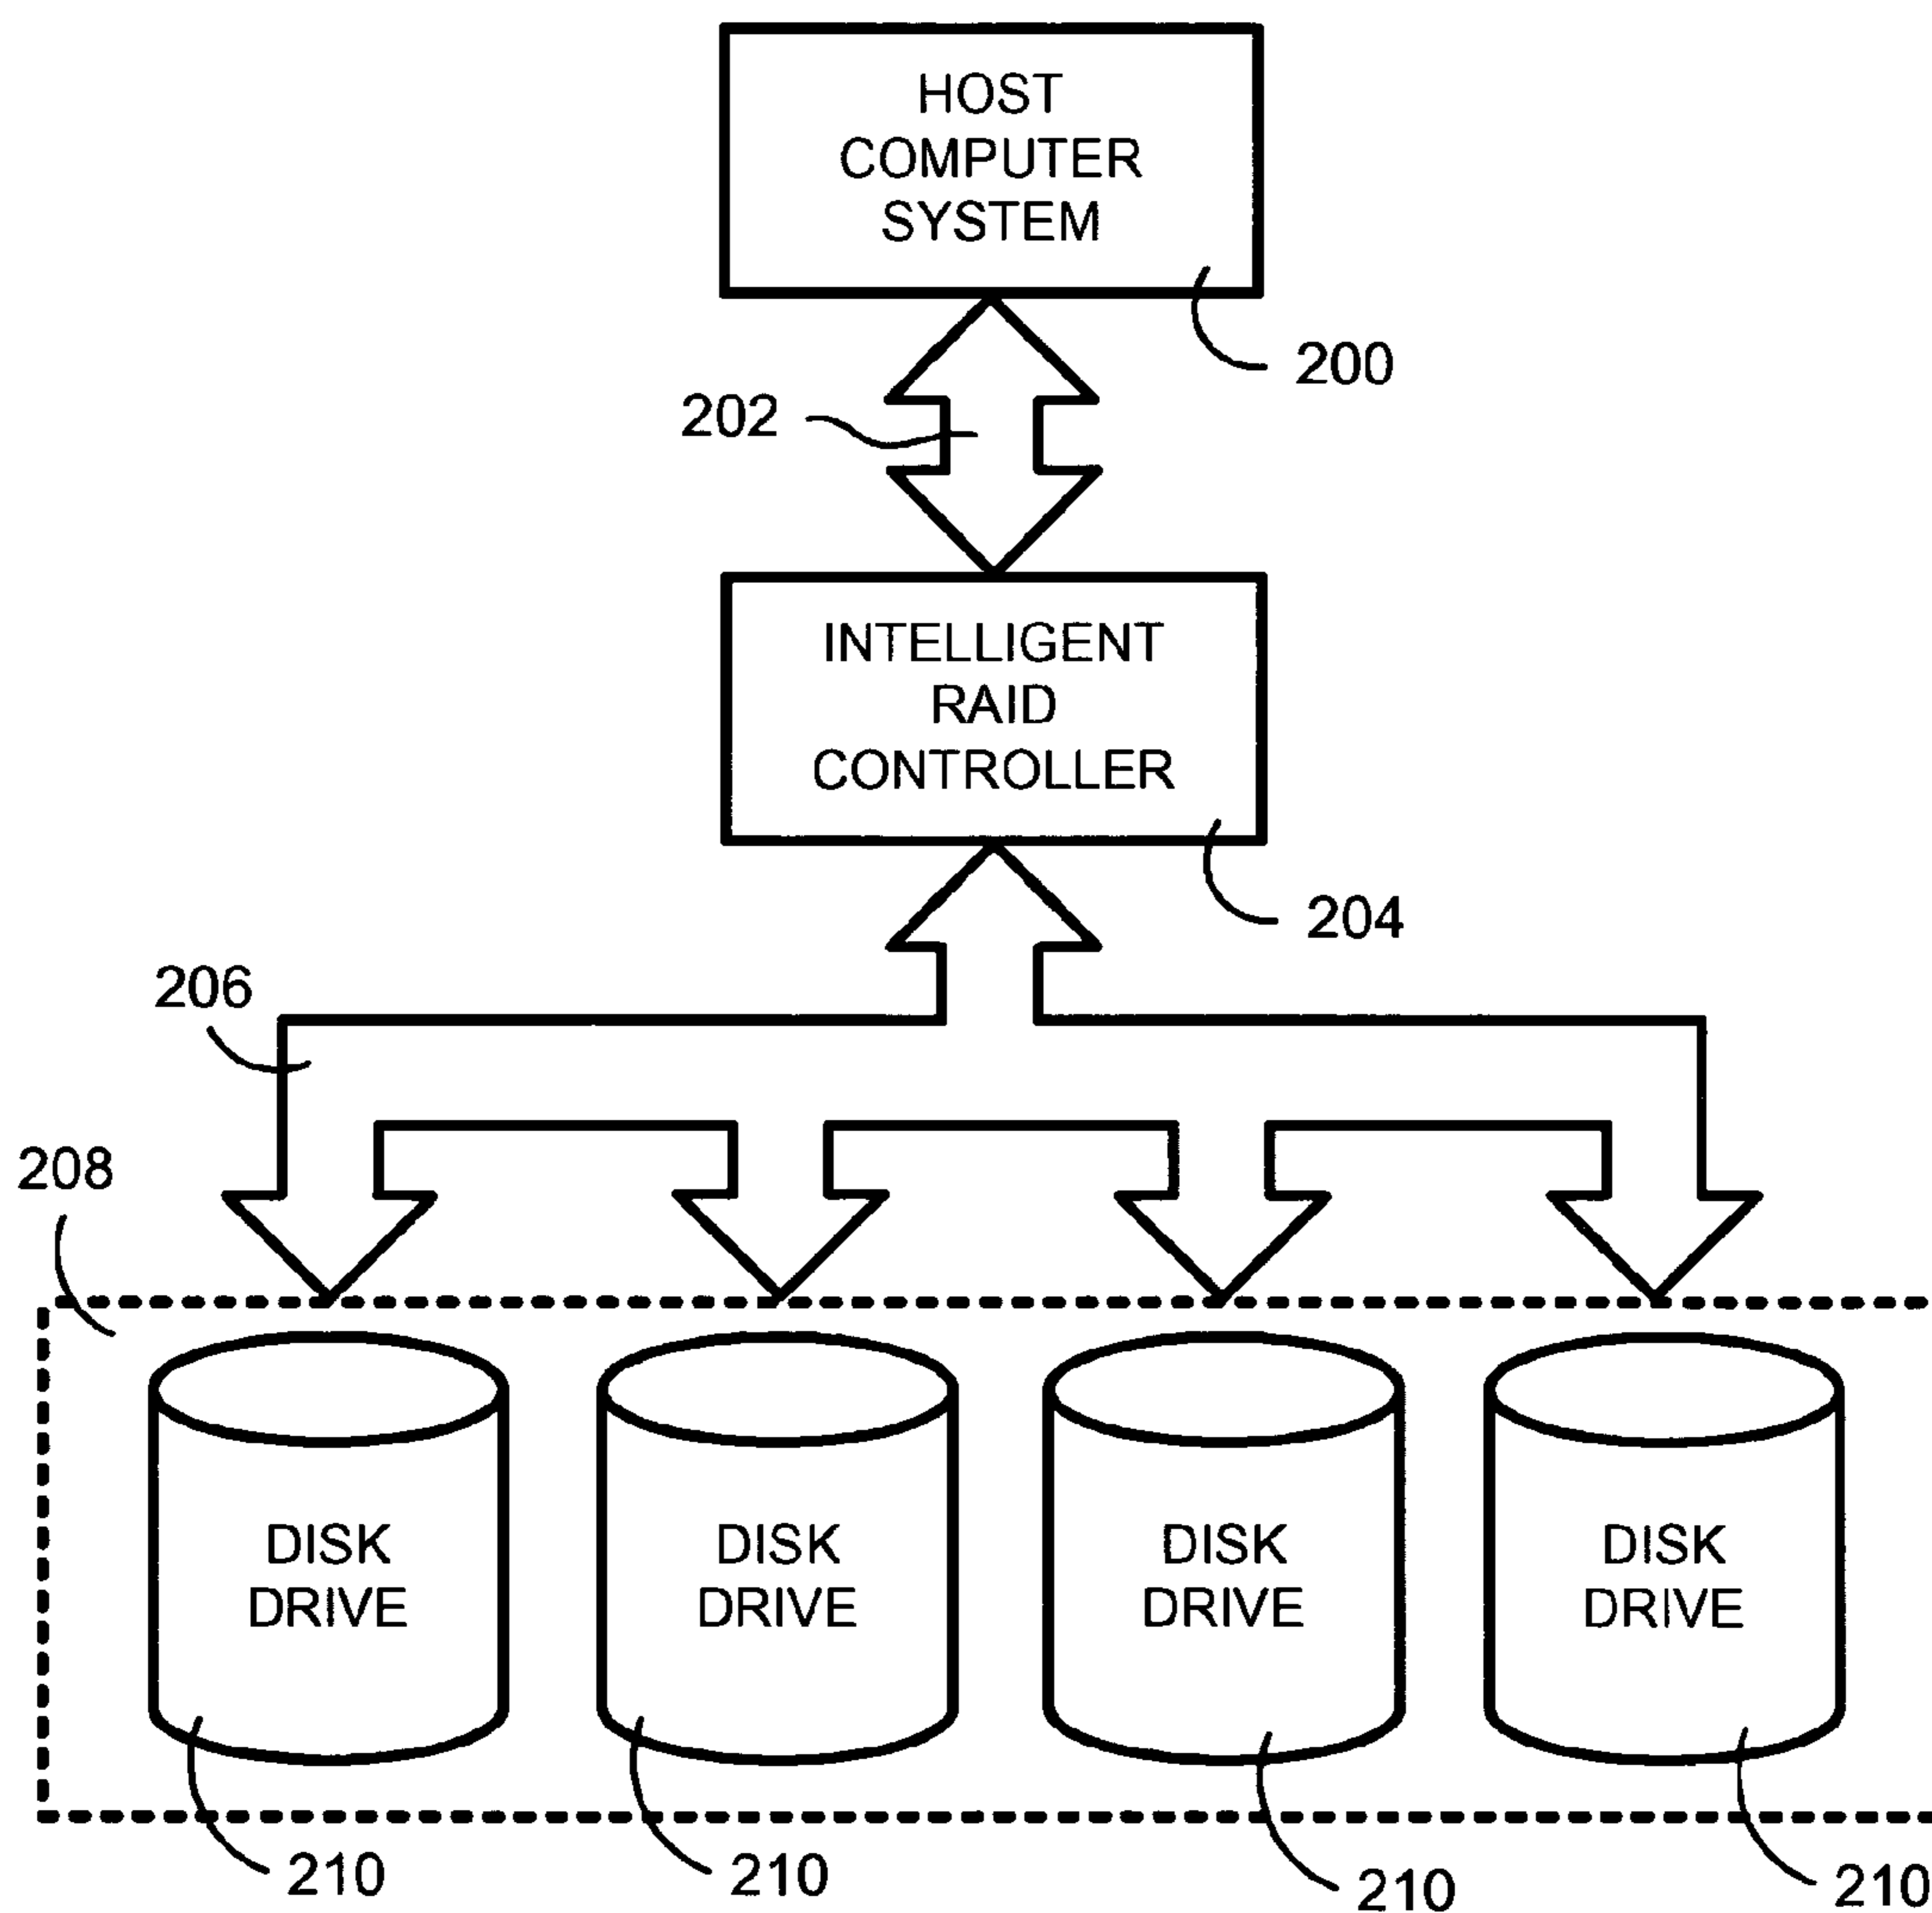 HOST
COMPUTER
SYSTEM
200
202
INTELLIGENT
RAID
CONTROLLER
204
206
208
DISK
DRIVE
DISK
DRIVE
DISK
DRIVE
DISK
DRIVE
210
210
210
210